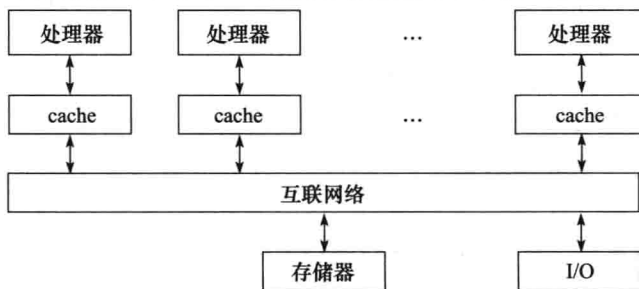 处理器 处理器 … 处理器
cache cache … cache
互联网络
存储器 I/O